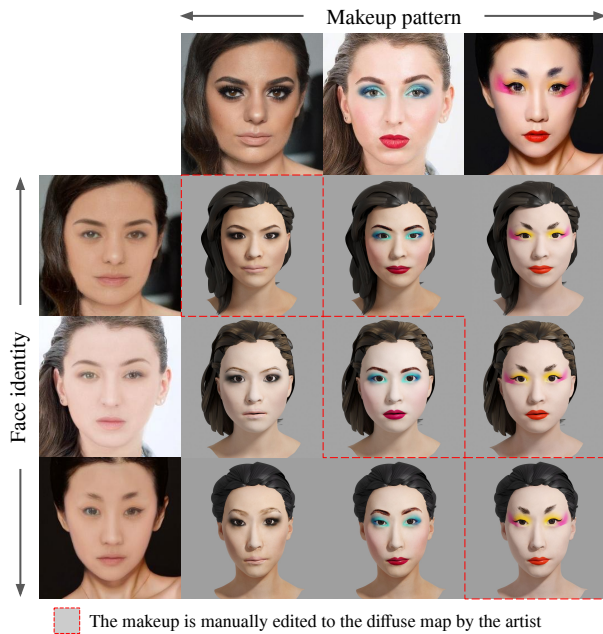 Makeup pattern
Face identity
The makeup is manually edited to the diffuse map by the artist